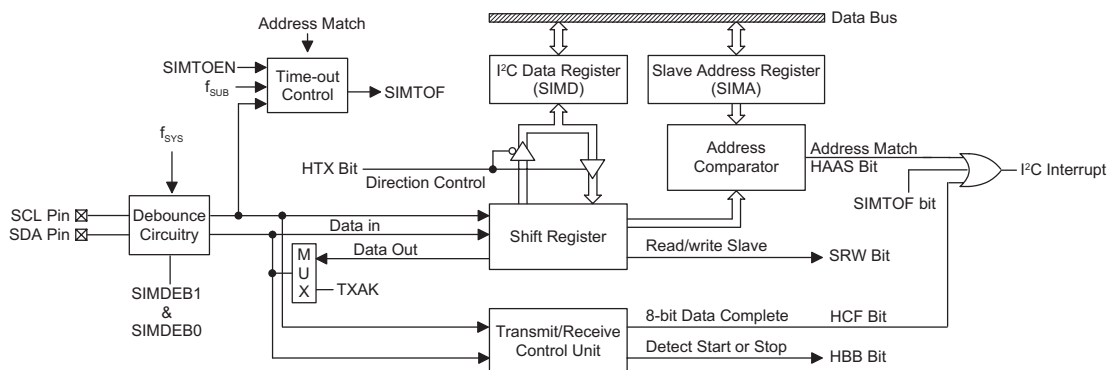 Data Bus
Address Match
SIMTOEN
fSUB
Time-out
Control
SIMTOF
I²C Data Register
(SIMD)
Slave Address Register
(SIMA)
fSYS
HTX Bit
Direction Control
Address
Comparator
Address Match
HAAS Bit
SIMTOF bit
I²C Interrupt
SCL Pin
SDA Pin
Debounce
Circuitry
Data in
Shift Register
Data Out
MUX
TXAK
Read/write Slave
SRW Bit
SIMDEB1
&
SIMDEB0
Transmit/Receive
Control Unit
8-bit Data Complete
HCF Bit
Detect Start or Stop
HBB Bit